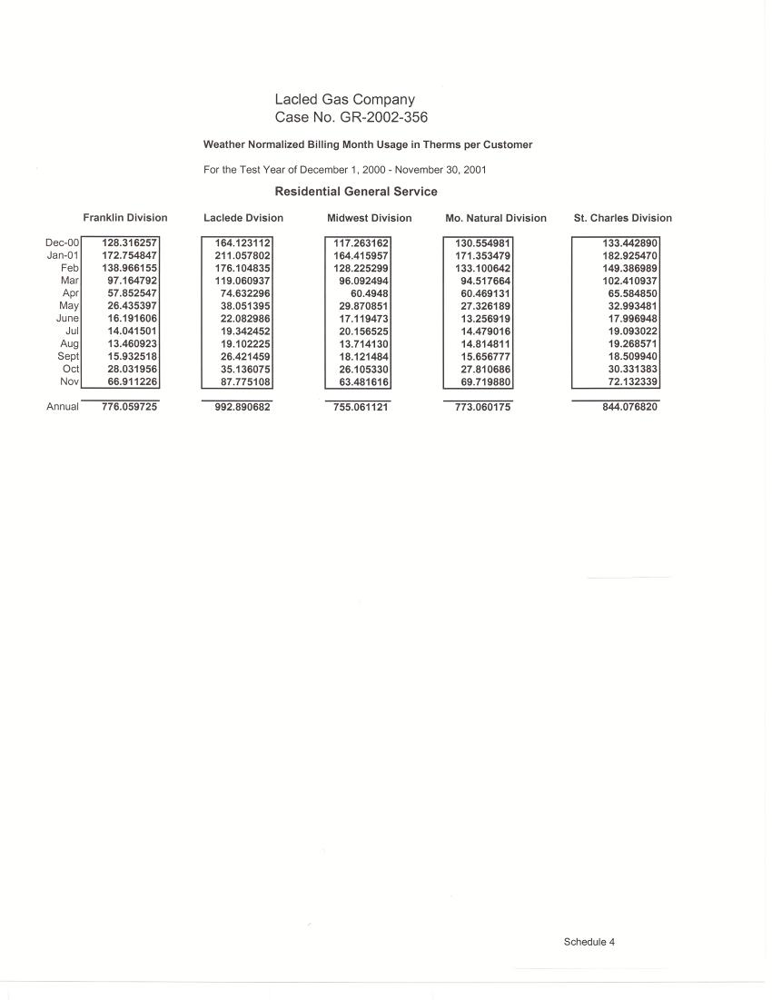 Lacled Gas Company
Case No. GR-2002-356
Weather Normalized Billing Month Usage in Therms per Customer
For the Test Year of December 1, 2000 - November 30, 2001
Residential General Service
Franklin Division Laclede Dvision Midwest Division Mo. Natural Division St. Charles Division
Dec-00 128.316257 164.123112 117.263162 130.554981 133.442890
Jan-01 172.754847 211.057802 164.415957 171.353479 182.925470
Feb 138.966155 176.104835 128.225299 133.100642 149.386989
Mar 97.164792 119.060937 96.092494 94.517664 102.410937
Apr 57.852547 74.632296 60.4948 60.469131 65.584850
May 26.435397 38.051395 29.870851 27.326189 32.993481
June 16.191606 22.082986 17.119473 13.256919 17.996948
Jul 14.041501 19.342452 20.156525 14.479016 19.093022
Aug 13.460923 19.102225 13.714130 14.814811 19.268571
Sept 15.932518 26.421459 18.121484 15.656777 18.509940
Oct 28.031956 35.136075 26.105330 27.810686 30.331383
Nov 66.911226 87.775108 63.481616 69.719880 72.132339
Annual 776.059725 992.890682 755.061121 773.060175 844.076820
Schedule 4